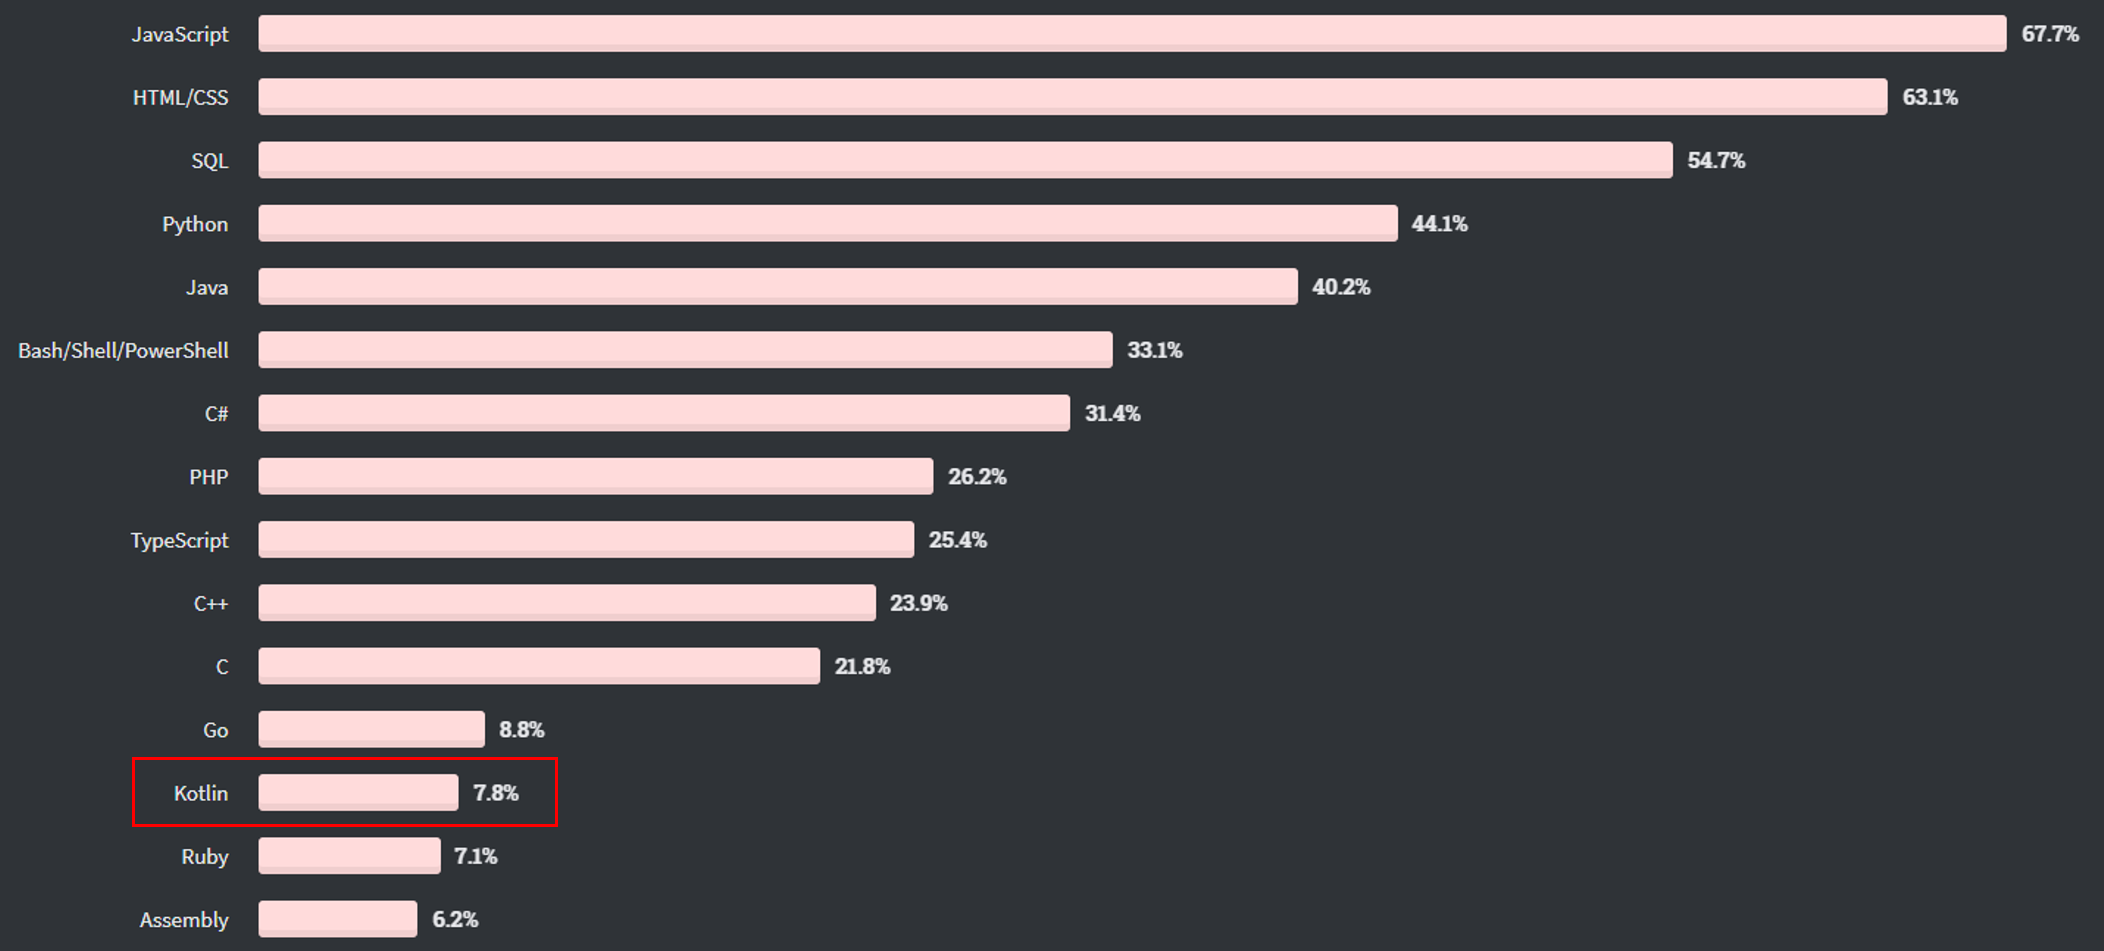 JavaScript 67.7%
HTML/CSS 63.1%
SQL 54.7%
Python 44.1%
Java 40.2%
Bash/Shell/PowerShell 33.1%
C# 31.4%
PHP 26.2%
TypeScript 25.4%
C++ 23.9%
C 21.8%
Go 8.8%
Kotlin 7.8%
Ruby 7.1%
Assembly 6.2%